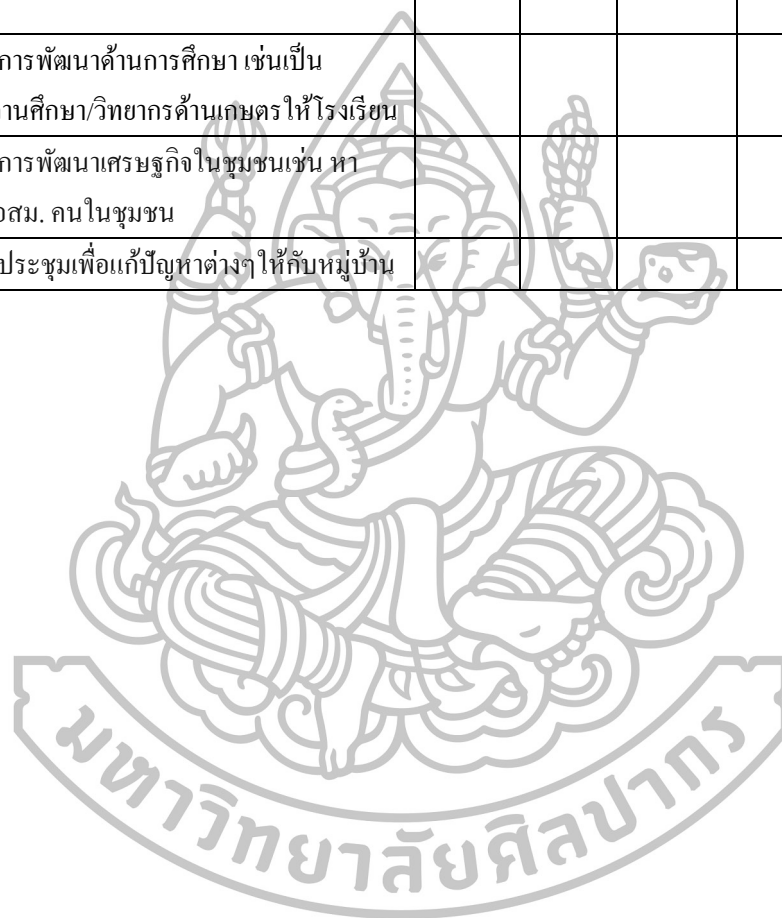 การพัฒนาด้านการศึกษา เช่นเป็น
านศึกษา/วิทยากรด้านเกษตรให้โรงเรียน
การพัฒนาเศรษฐกิจในชุมชนเช่น หา
อสม. คนในชุมชน
ประชุมเพื่อแก้ปัญหาต่างๆให้กับหมู่บ้าน
มหาวิทยาลัยศิลปากร